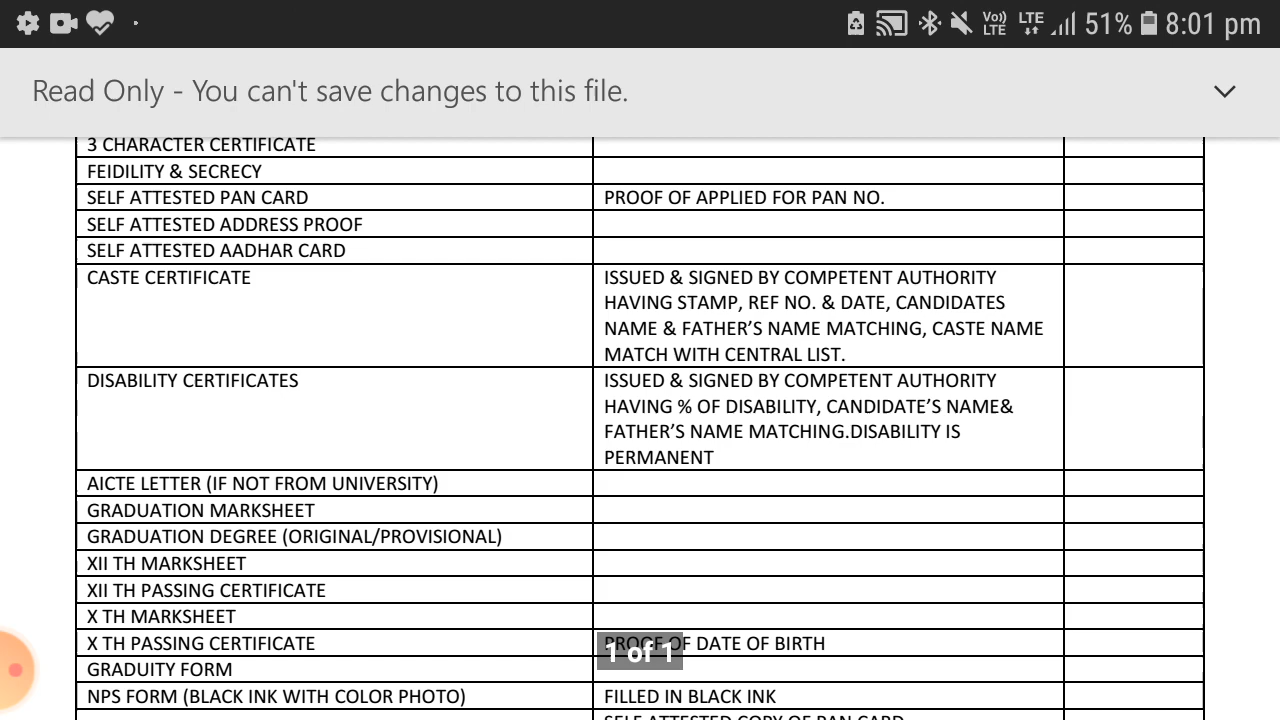 Vo)) LTE LTE 51% 8:01 pm
Read Only - You can't save changes to this file.
3 CHARACTER CERTIFICATE
FEIDILITY & SECRECY
SELF ATTESTED PAN CARD PROOF OF APPLIED FOR PAN NO.
SELF ATTESTED ADDRESS PROOF
SELF ATTESTED AADHAR CARD
CASTE CERTIFICATE ISSUED & SIGNED BY COMPETENT AUTHORITY
HAVING STAMP, REF NO. & DATE, CANDIDATES
NAME & FATHER’S NAME MATCHING, CASTE NAME
MATCH WITH CENTRAL LIST.
DISABILITY CERTIFICATES ISSUED & SIGNED BY COMPETENT AUTHORITY
HAVING % OF DISABILITY, CANDIDATE’S NAME&
FATHER’S NAME MATCHING.DISABILITY IS
PERMANENT
AICTE LETTER (IF NOT FROM UNIVERSITY)
GRADUATION MARKSHEET
GRADUATION DEGREE (ORIGINAL/PROVISIONAL)
XII TH MARKSHEET
XII TH PASSING CERTIFICATE
X TH MARKSHEET
X TH PASSING CERTIFICATE PROOF OF DATE OF BIRTH
1 of 1
GRADUITY FORM
NPS FORM (BLACK INK WITH COLOR PHOTO) FILLED IN BLACK INK
SELF ATTESTED COPY OF PAN CARD